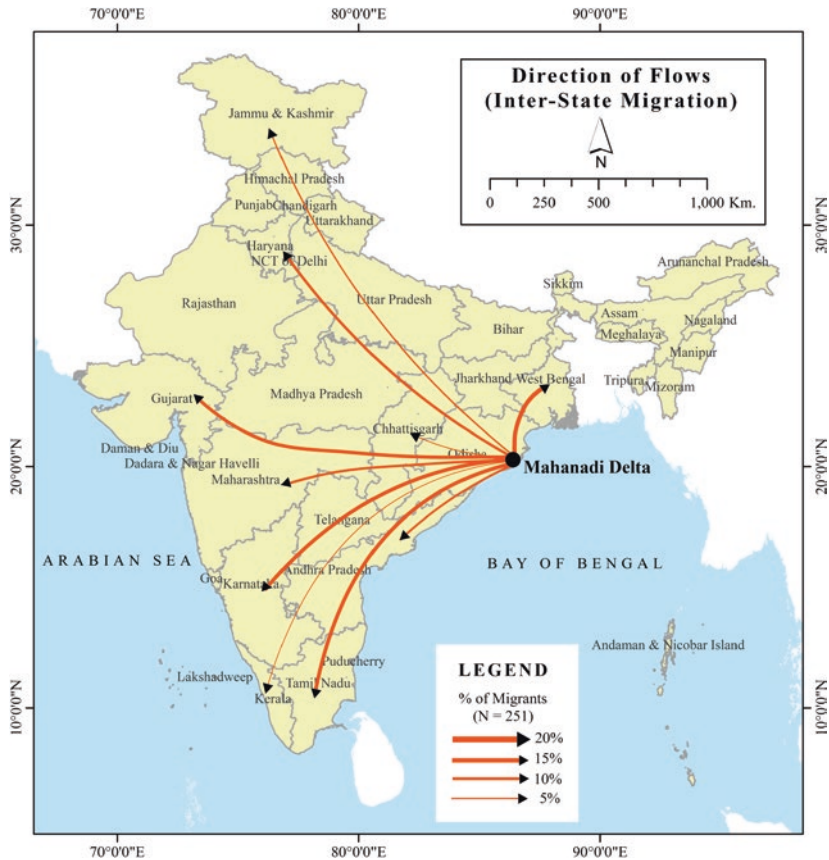 70°0'0"E 80°0'0"E 90°0'0"E
Direction of Flows
(Inter-State Migration)
N
0 250 500 1,000 Km.
Jammu & Kashmir
Himachal Pradesh
Punjab Chandigarh
Uttarakhand
Haryana
NCT of Delhi
30°0'0"N 30°0'0"N
Arunanchal Pradesh
Sikkim
Rajasthan
Uttar Pradesh
Assam
Nagaland
Bihar
Meghalaya
Manipur
Tripura
Mizoram
Jharkhand West Bengal
Madhya Pradesh
Gujarat
Chhattisgarh
Daman & Diu
Odisha
Dadara & Nagar Havelli
20°0'0"N 20°0'0"N
Mahanadi Delta
Maharashtra
Telangana
ARABIAN SEA
BAY OF BENGAL
Goa
Karnataka
Andhra Pradesh
Andaman & Nicobar Island
Puducherry
Lakshadweep
Tamil Nadu
Kerala
10°0'0"N 10°0'0"N
LEGEND
% of Migrants
(N = 251)
20%
15%
10%
5%
70°0'0"E 80°0'0"E 90°0'0"E